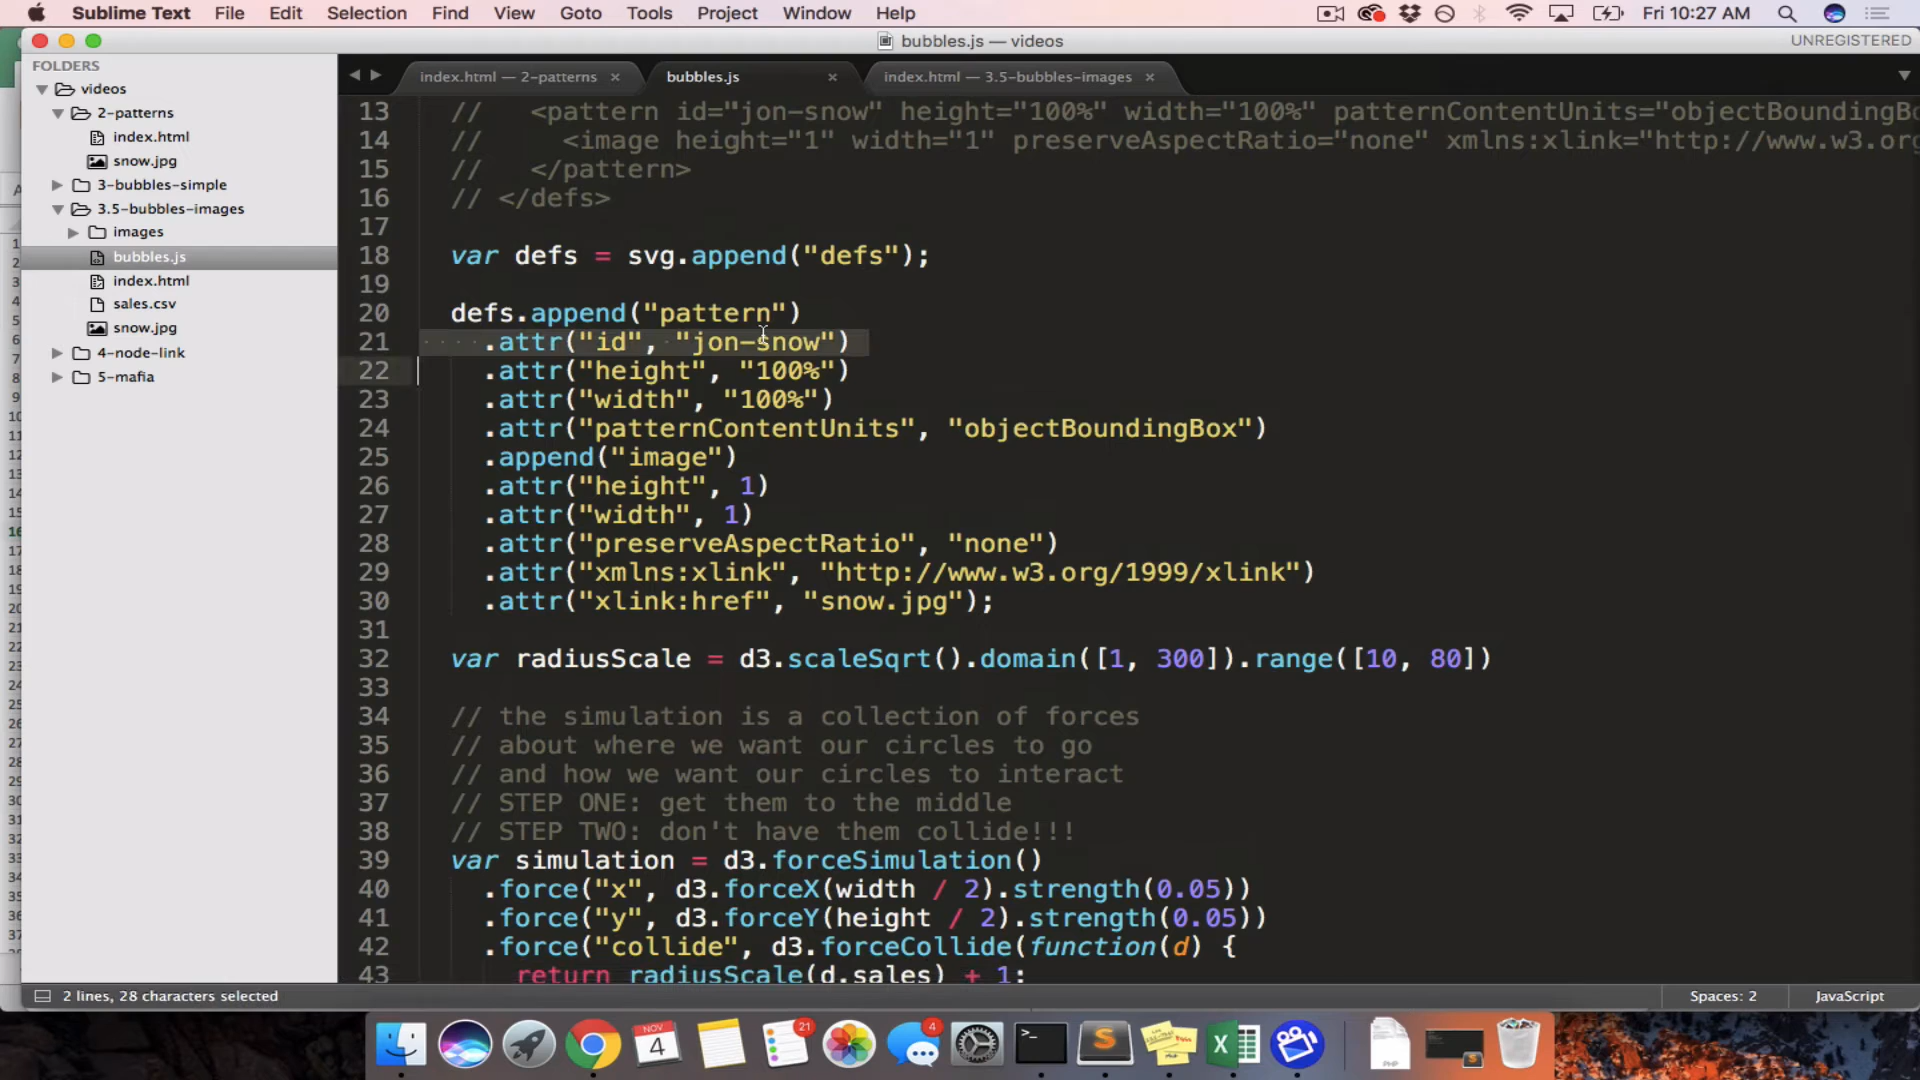 Sublime Text File Edit Selection Find View Goto Tools Project Window Help Fri 10:27 AM
bubbles.js — videos UNREGISTERED
FOLDERS
videos
2-patterns
index.html
snow.jpg
3-bubbles-simple
3.5-bubbles-images
images
bubbles.js
index.html
sales.csv
snow.jpg
4-node-link
5-mafia
index.html — 2-patterns × bubbles.js × index.html — 3.5-bubbles-images ×
13 // <pattern id="jon-snow" height="100%" width="100%" patternContentUnits="objectBoundingBo
14 // <image height="1" width="1" preserveAspectRatio="none" xmlns:xlink="http://www.w3.or
15 // </pattern>
16 // </defs>
17
18 var defs = svg.append("defs");
19
20 defs.append("pattern")
21 .attr("id", "jon-snow")
22 .attr("height", "100%")
23 .attr("width", "100%")
24 .attr("patternContentUnits", "objectBoundingBox")
25 .append("image")
26 .attr("height", 1)
27 .attr("width", 1)
28 .attr("preserveAspectRatio", "none")
29 .attr("xmlns:xlink", "http://www.w3.org/1999/xlink")
30 .attr("xlink:href", "snow.jpg");
31
32 var radiusScale = d3.scaleSqrt().domain([1, 300]).range([10, 80])
33
34 // the simulation is a collection of forces
35 // about where we want our circles to go
36 // and how we want our circles to interact
37 // STEP ONE: get them to the middle
38 // STEP TWO: don't have them collide!!!
39 var simulation = d3.forceSimulation()
40 .force("x", d3.forceX(width / 2).strength(0.05))
41 .force("y", d3.forceY(height / 2).strength(0.05))
42 .force("collide", d3.forceCollide(function(d) {
43 return radiusScale(d.sales) + 1;
2 lines, 28 characters selected Spaces: 2 JavaScript
NOV
4
21
4